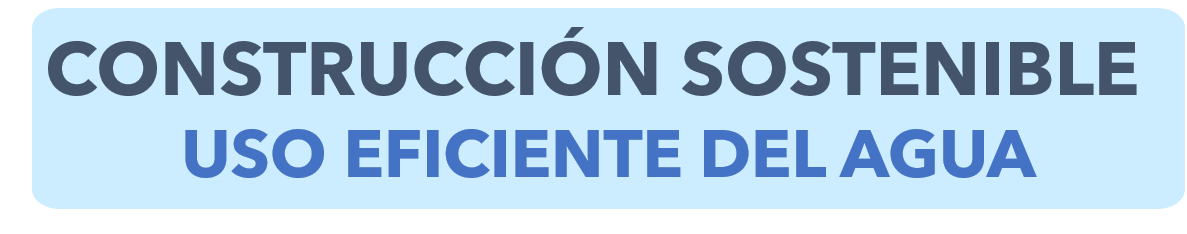 CONSTRUCCIÓN SOSTENIBLE
USO EFICIENTE DEL AGUA